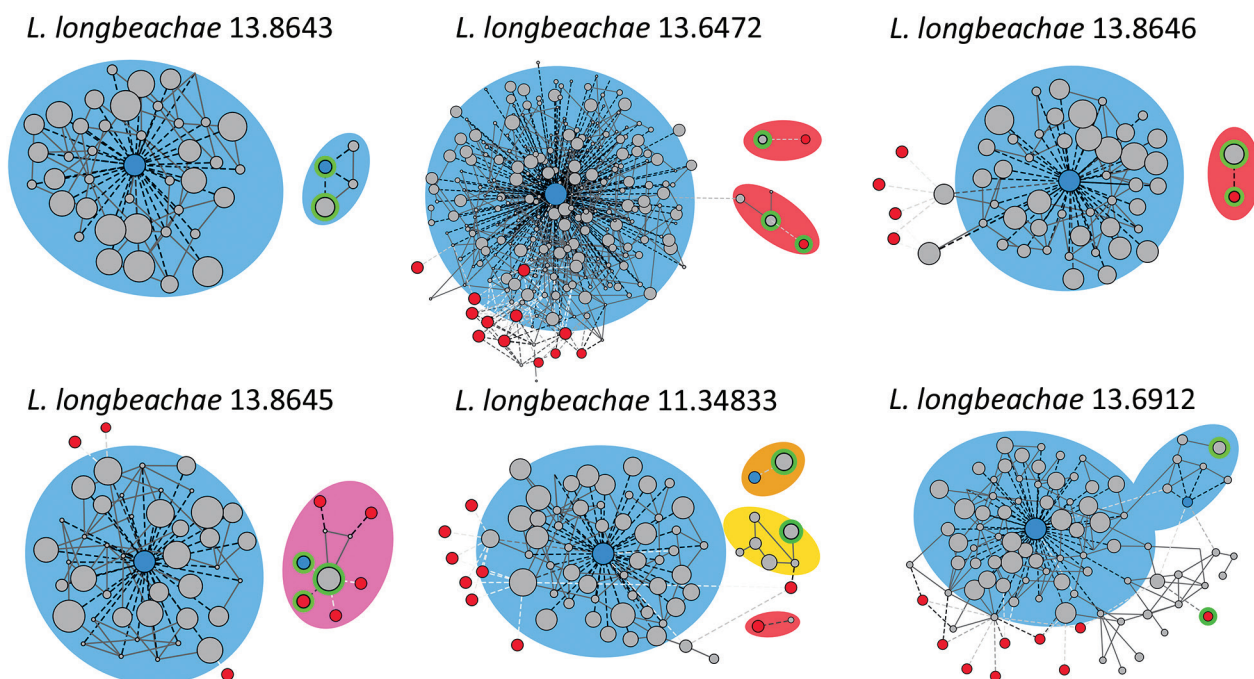 L. longbeachae 13.8643
L. longbeachae 13.6472
L. longbeachae 13.8646
L. longbeachae 13.8645
L. longbeachae 11.34833
L. longbeachae 13.6912